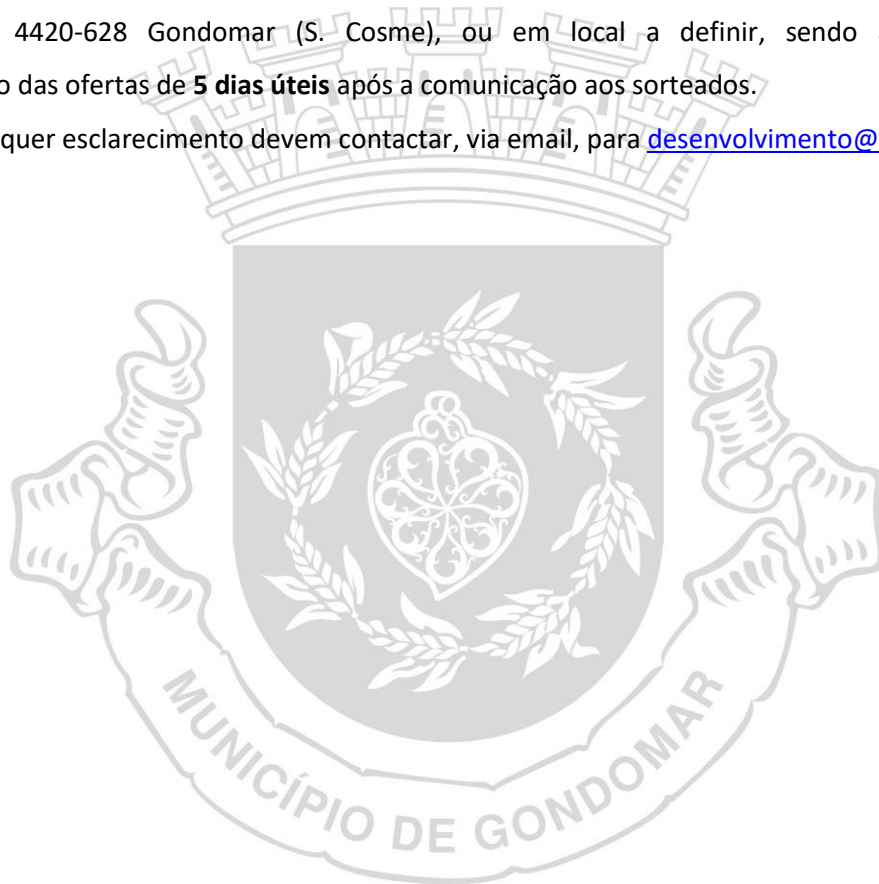 4420-628 Gondomar (S. Cosme), ou em local a definir, sendo
o das ofertas de 5 dias úteis após a comunicação aos sorteados.
quer esclarecimento devem contactar, via email, para desenvolvimento@
MUNICÍPIO DE GONDOMAR